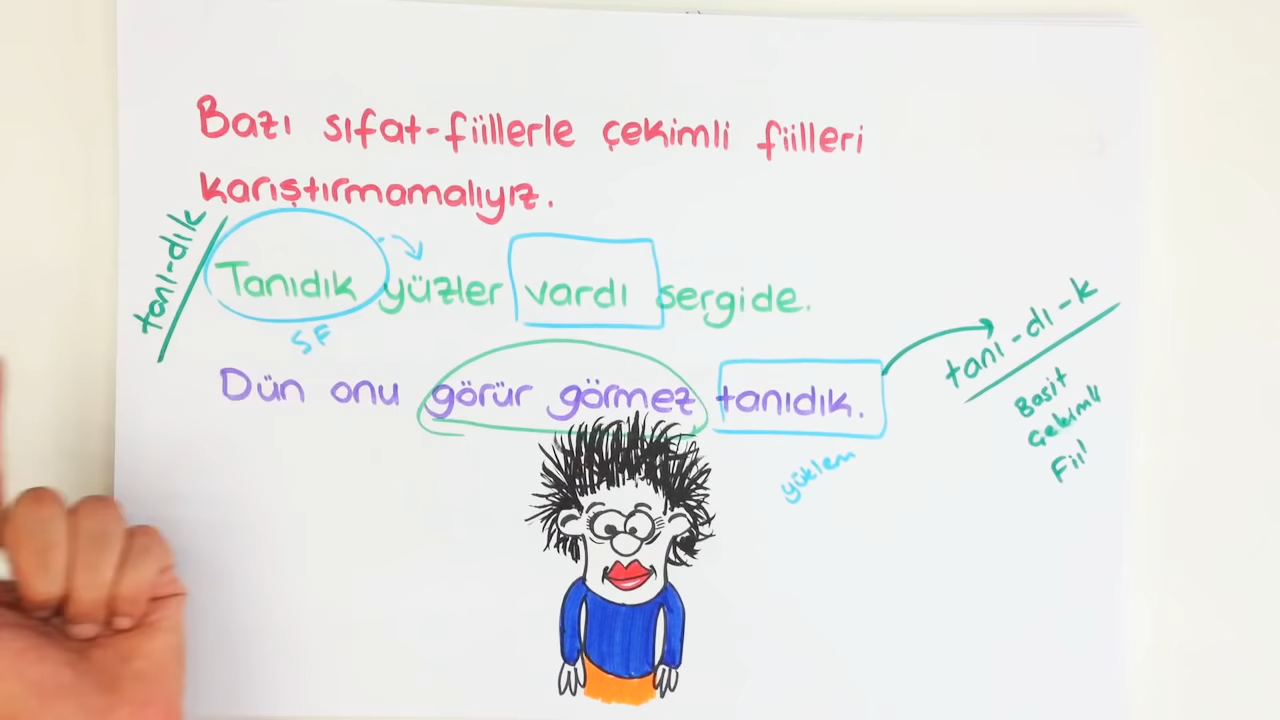 Bazı sıfat-fiillerle çekimli fiilleri
karıştırmamalıyız.
tanı-dık
Tanıdık yüzler vardı sergide.
SF
Dün onu görür görmez tanıdık.
yüklem
tanı-dı-k
Basit
Çekimli
Fiil